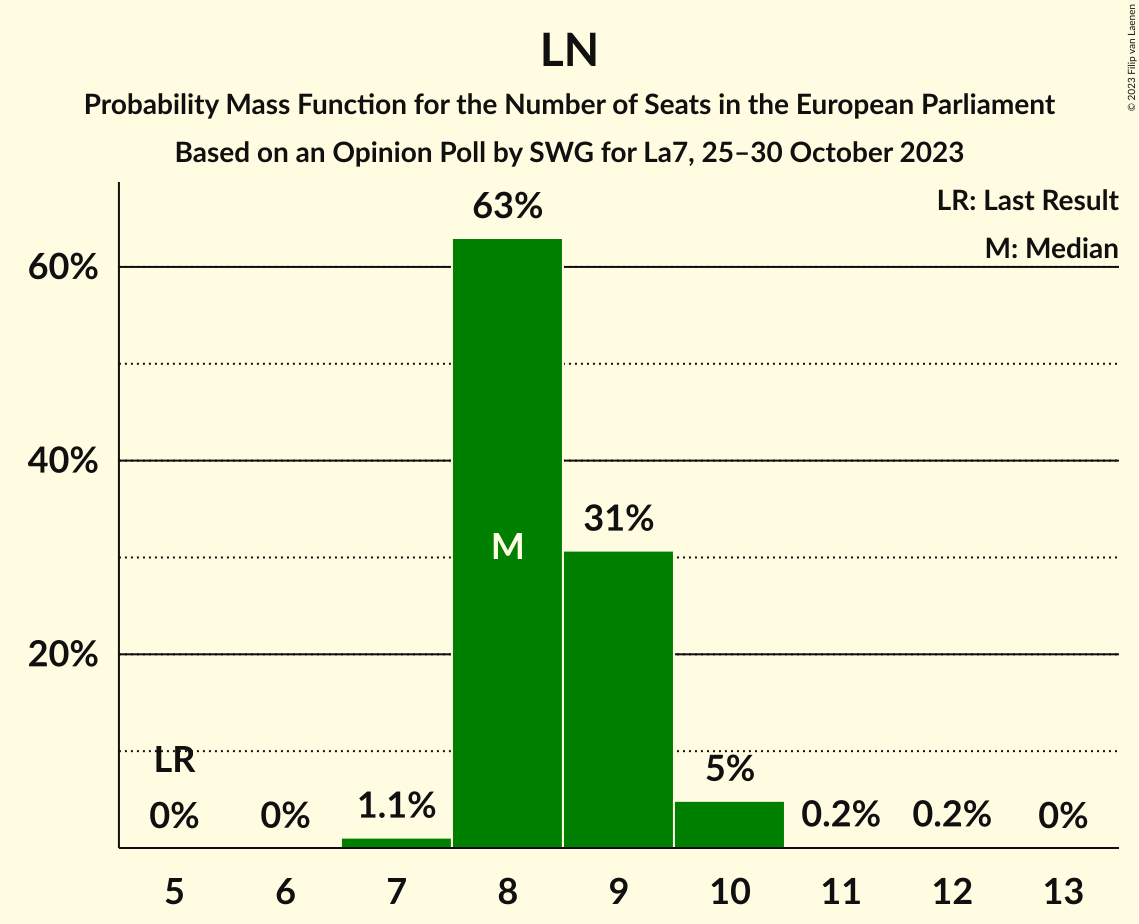 LN
Probability Mass Function for the Number of Seats in the European Parliament
Based on an Opinion Poll by SWG for La7, 25–30 October 2023
© 2023 Filip van Laenen
LR: Last Result
M: Median
63%
60%
40%
31%
M
20%
LR
5%
0%
0%
1.1%
0.2%
0.2%
0%
5 6 7 8 9 10 11 12 13